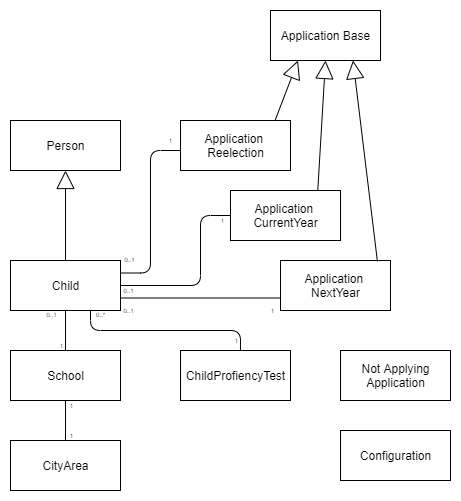 Application Base
Application
Reelection
1
Person
Application
CurrentYear
1
0..1
Child
0..1
Application
NextYear
0..1
1
0..1
0..*
1
1
School
ChildProfiencyTest
Not Applying
Application
1
1
CityArea
Configuration